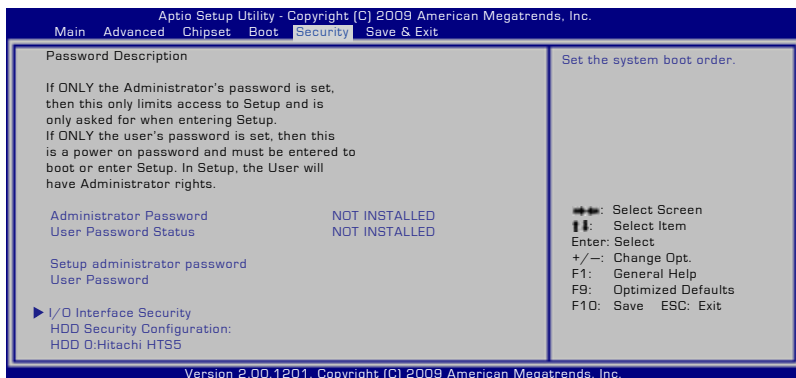 Aptio Setup Utility - Copyright (C) 2009 American Megatrends, Inc.
Main Advanced Chipset Boot Security Save & Exit
Password Description
If ONLY the Administrator's password is set,
then this only limits access to Setup and is
only asked for when entering Setup.
If ONLY the user's password is set, then this
is a power on password and must be entered to
boot or enter Setup. In Setup, the User will
have Administrator rights.
Administrator Password NOT INSTALLED
User Password Status NOT INSTALLED
Setup administrator password
User Password
I/O Interface Security
HDD Security Configuration:
HDD 0:Hitachi HTS5
Set the system boot order.
→←: Select Screen
↑↓: Select Item
Enter: Select
+/—: Change Opt.
F1: General Help
F9: Optimized Defaults
F10: Save ESC: Exit
Version 2.00.1201. Copyright (C) 2009 American Megatrends, Inc.